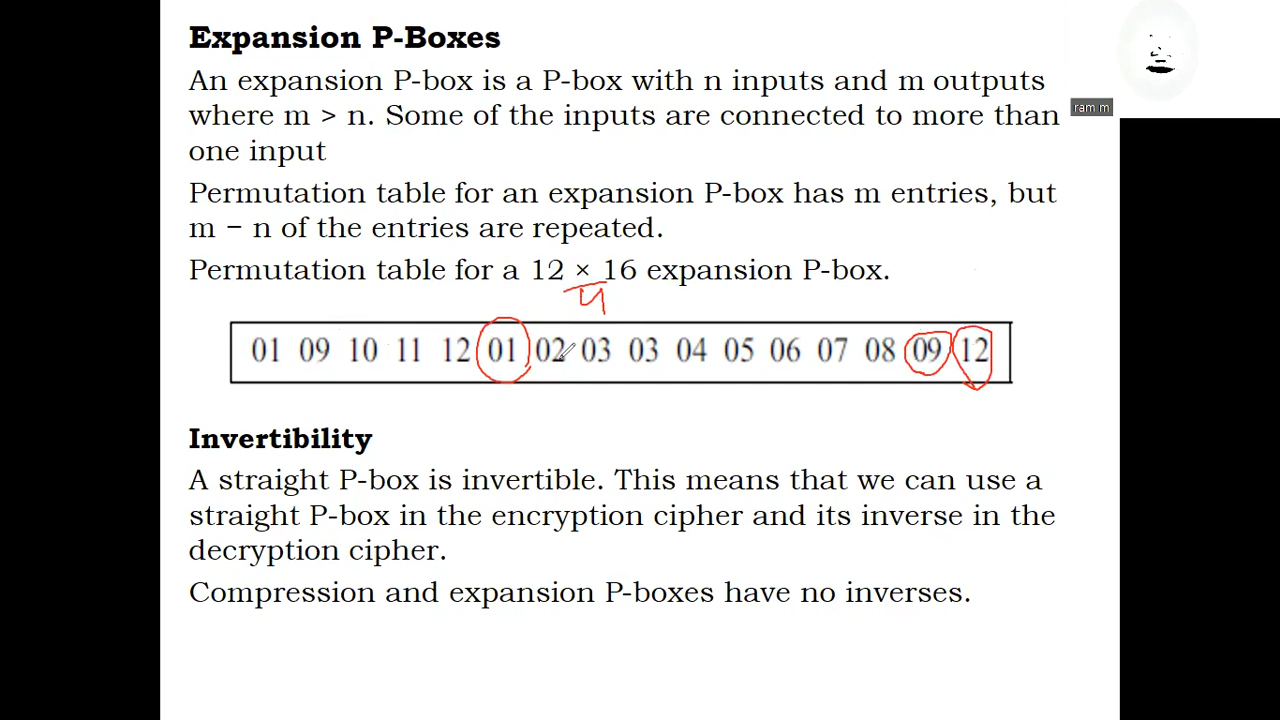 Expansion P-Boxes
An expansion P-box is a P-box with n inputs and m outputs
where m > n. Some of the inputs are connected to more than
one input
ram m
Permutation table for an expansion P-box has m entries, but
m − n of the entries are repeated.
Permutation table for a 12 × 16 expansion P-box.
4
01 09 10 11 12 01 02 03 03 04 05 06 07 08 09 12
Invertibility
A straight P-box is invertible. This means that we can use a
straight P-box in the encryption cipher and its inverse in the
decryption cipher.
Compression and expansion P-boxes have no inverses.